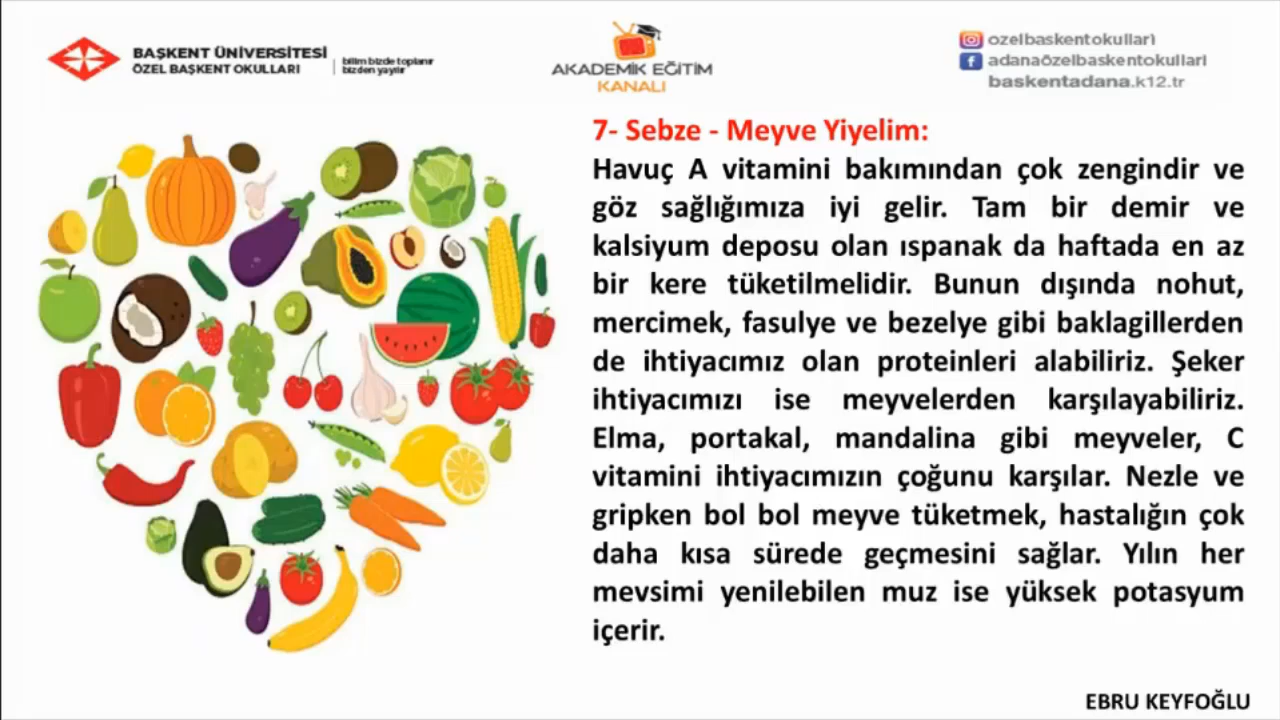 BAŞKENT ÜNİVERSİTESİ
ÖZEL BAŞKENT OKULLARI
bilim bizde toplanır
bizden yayılır
AKADEMİK EĞİTİM
KANALI
ozelbaskentokullari
adanaözelbaskentokullari
baskentadana.k12.tr
7- Sebze - Meyve Yiyelim:
Havuç A vitamini bakımından çok zengindir ve
göz sağlığımıza iyi gelir. Tam bir demir ve
kalsiyum deposu olan ıspanak da haftada en az
bir kere tüketilmelidir. Bunun dışında nohut,
mercimek, fasulye ve bezelye gibi baklagillerden
de ihtiyacımız olan proteinleri alabiliriz. Şeker
ihtiyacımızı ise meyvelerden karşılayabiliriz.
Elma, portakal, mandalina gibi meyveler, C
vitamini ihtiyacımızın çoğunu karşılar. Nezle ve
gripken bol bol meyve tüketmek, hastalığın çok
daha kısa sürede geçmesini sağlar. Yılın her
mevsimi yenilebilen muz ise yüksek potasyum
içerir.
EBRU KEYFOĞLU